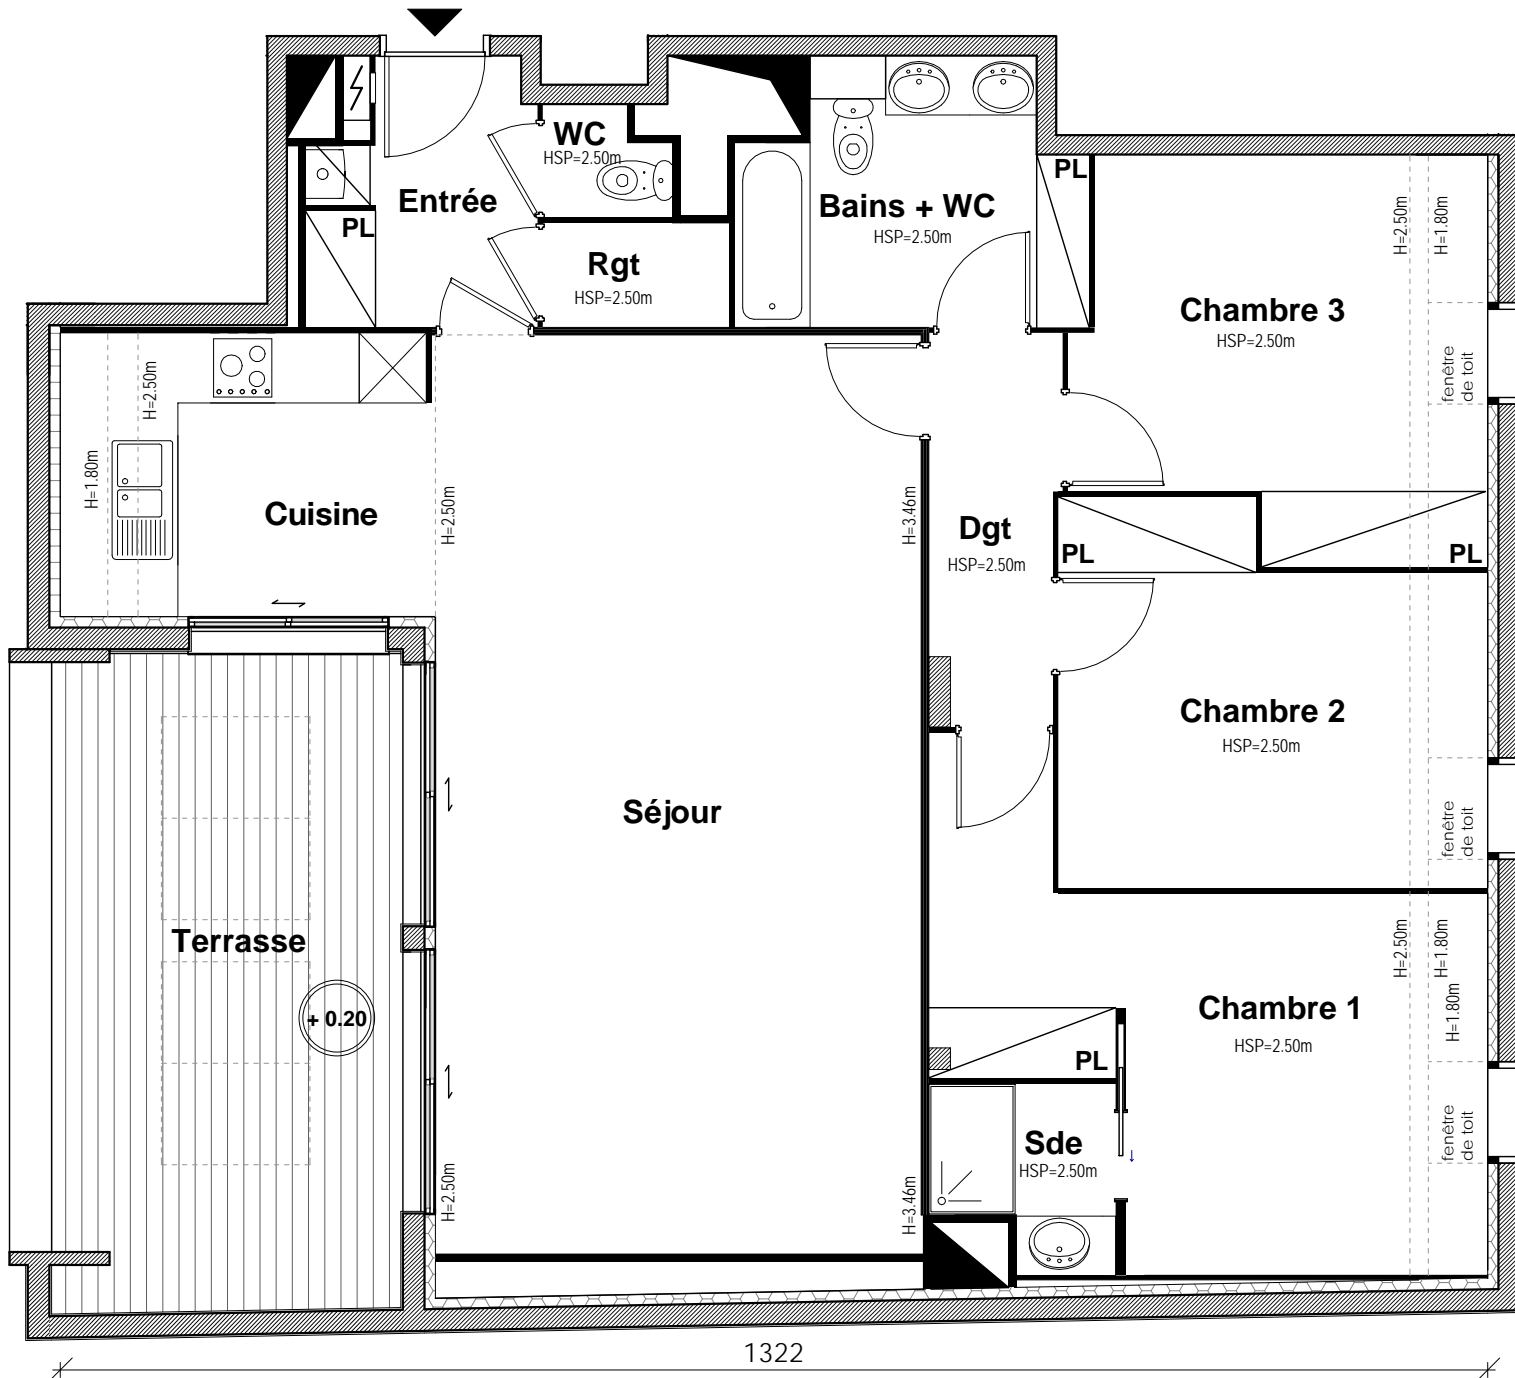 WC
HSP=2.50m
Entrée
PL
Rgt
HSP=2.50m
Bains + WC
HSP=2.50m
PL
Chambre 3
HSP=2.50m
H=2.50m
H=1.80m
fenêtre
de toit
H=2.50m
H=1.80m
Cuisine
H=2.50m
H=3.46m
Dgt
HSP=2.50m
PL
PL
Chambre 2
HSP=2.50m
fenêtre
de toit
Séjour
Terrasse
+ 0.20
H=2.50m
H=1.80m
H=1.80m
Chambre 1
HSP=2.50m
PL
fenêtre
de toit
Sde
HSP=2.50m
H=2.50m
H=3.46m
1322